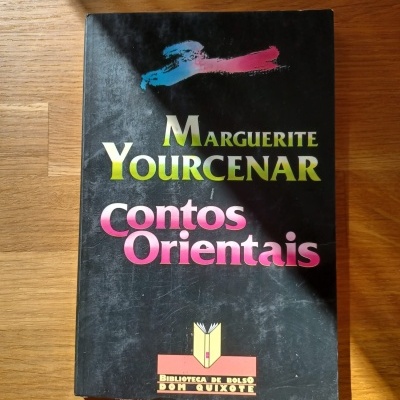 MARGUERITE
YOURCENAR
Contos
Orientais
BIBLIOTECA DE BOLSO
DOM QUIXOTE